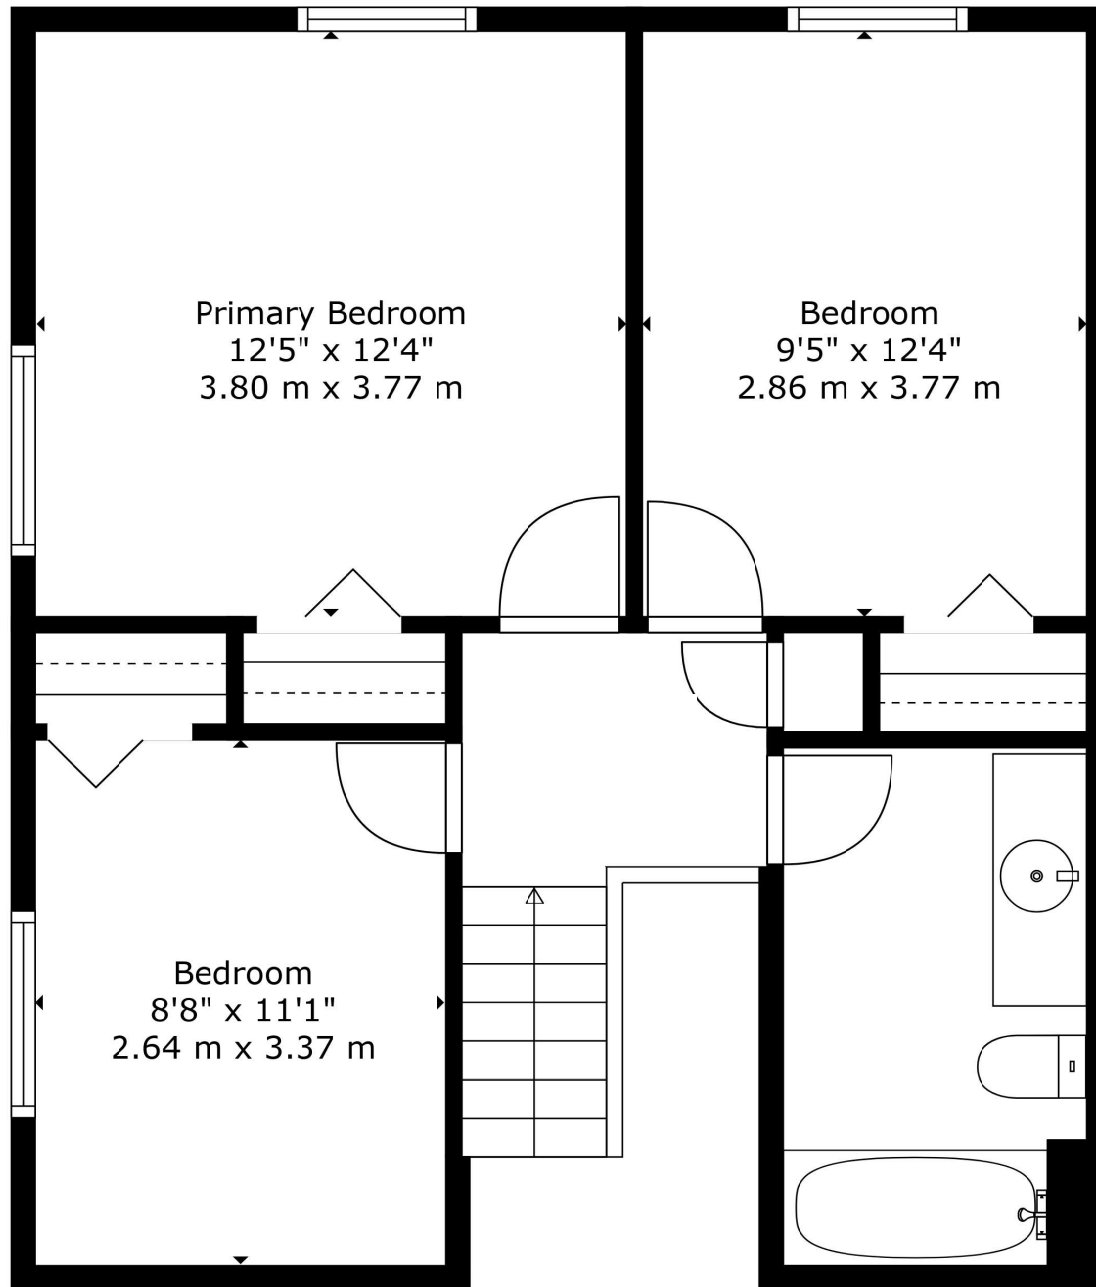 Primary Bedroom
12'5" x 12'4"
3.80 m x 3.77 m
Bedroom
9'5" x 12'4"
2.86 m x 3.77 m
Bedroom
8'8" x 11'1"
2.64 m x 3.37 m